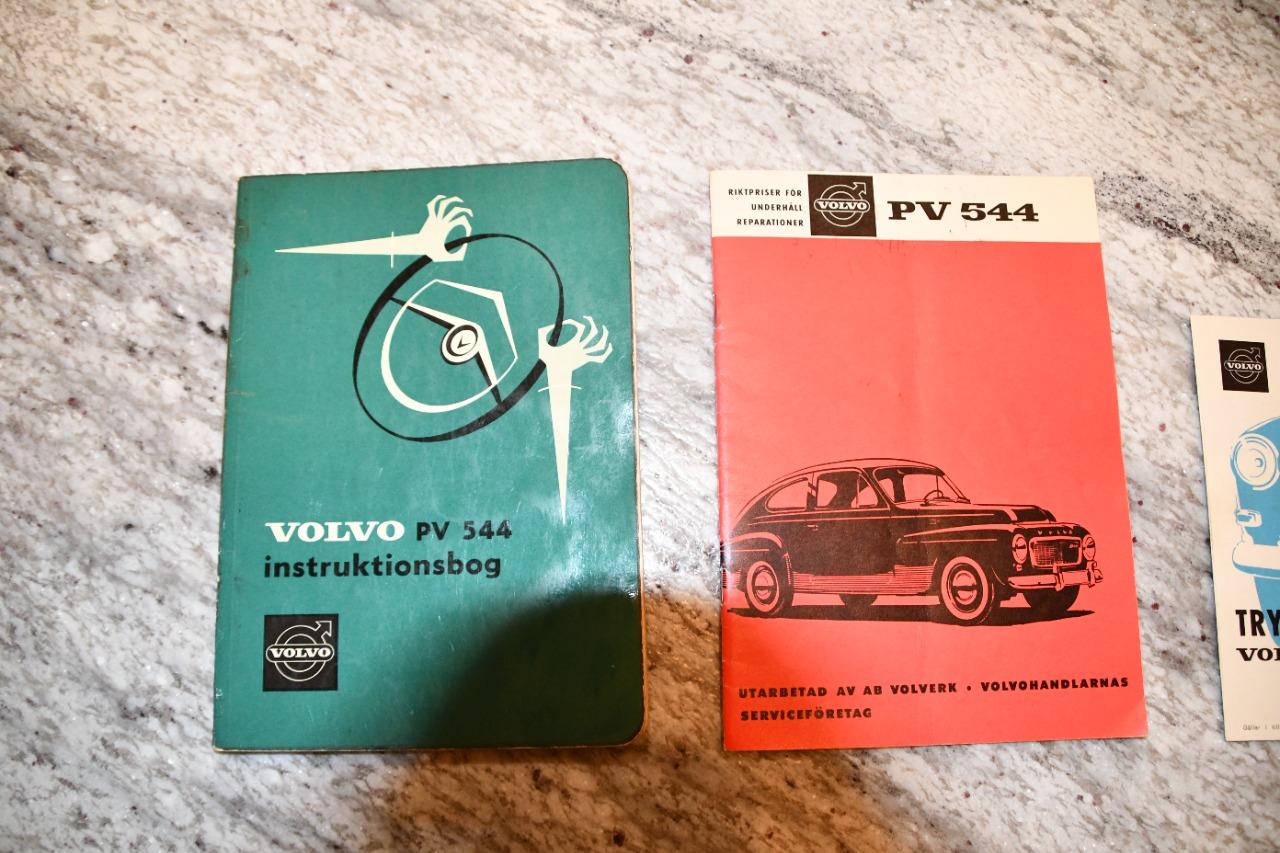 VOLVO PV 544
instruktionsbog
VOLVO
RIKTPRISER FÖR
UNDERHÅLL
REPARATIONER
VOLVO
PV 544
VOLVO
UTARBETAD AV AB VOLVERK • VOLVOHANDLARNAS
SERVICEFÖRETAG
VOLVO
TRY
VOL